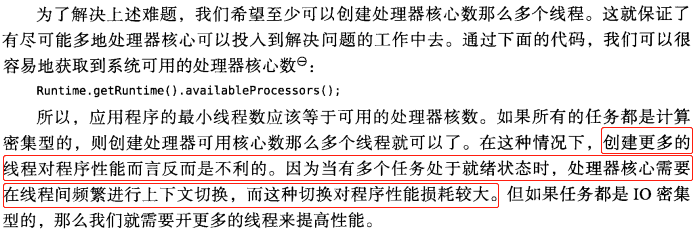 为了解决上述难题，我们希望至少可以创建处理器核心数那么多个线程。这就保证了
有尽可能多地处理器核心可以投入到解决问题的工作中去。通过下面的代码，我们可以很
容易地获取到系统可用的处理器核心数㊀：
Runtime.getRuntime().availableProcessors();
所以，应用程序的最小线程数应该等于可用的处理器核数。如果所有的任务都是计算
密集型的，则创建处理器可用核心数那么多个线程就可以了。在这种情况下，创建更多的
线程对程序性能而言反而是不利的。因为当有多个任务处于就绪状态时，处理器核心需要
在线程间频繁进行上下文切换，而这种切换对程序性能损耗较大。但如果任务都是 IO 密集
型的，那么我们就需要开更多的线程来提高性能。